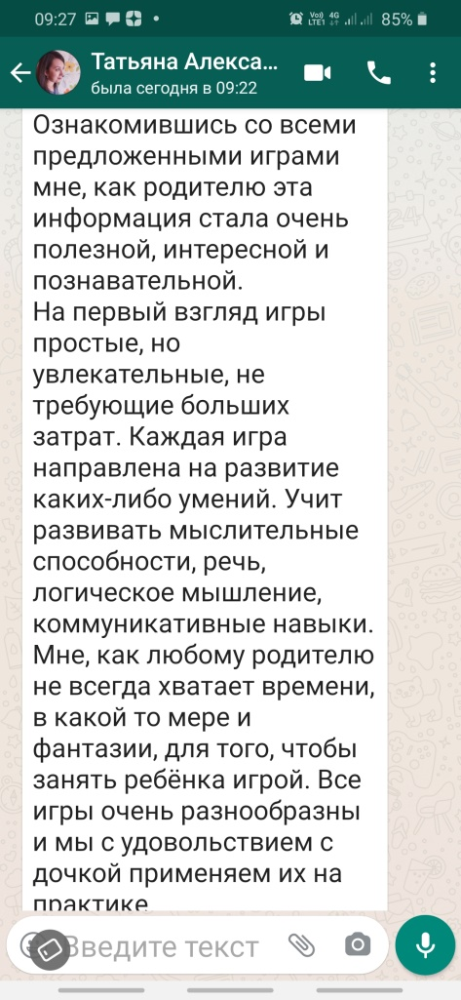 09:27
Vo)) 4G
LTE1
85%
Татьяна Алекса...
была сегодня в 09:22
Ознакомившись со всеми
предложенными играми
мне, как родителю эта
информация стала очень
полезной, интересной и
познавательной.
На первый взгляд игры
простые, но
увлекательные, не
требующие больших
затрат. Каждая игра
направлена на развитие
каких-либо умений. Учит
развивать мыслительные
способности, речь,
логическое мышление,
коммуникативные навыки.
Мне, как любому родителю
не всегда хватает времени,
в какой то мере и
фантазии, для того, чтобы
занять ребёнка игрой. Все
игры очень разнообразны
и мы с удовольствием с
дочкой применяем их на
практике
Введите текст